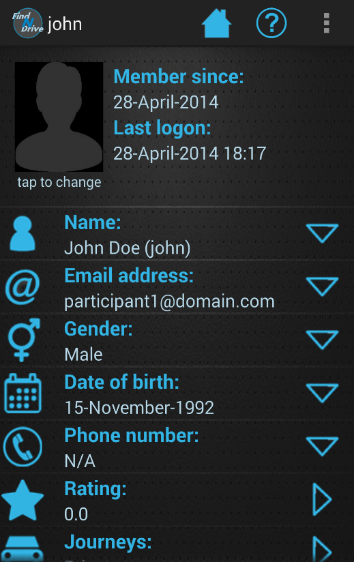 Find
N
Drive
john
Member since:
28-April-2014
Last logon:
28-April-2014 18:17
tap to change
Name:
John Doe (john)
Email address:
participant1@domain.com
Gender:
Male
Date of birth:
15-November-1992
Phone number:
N/A
Rating:
0.0
Journeys: